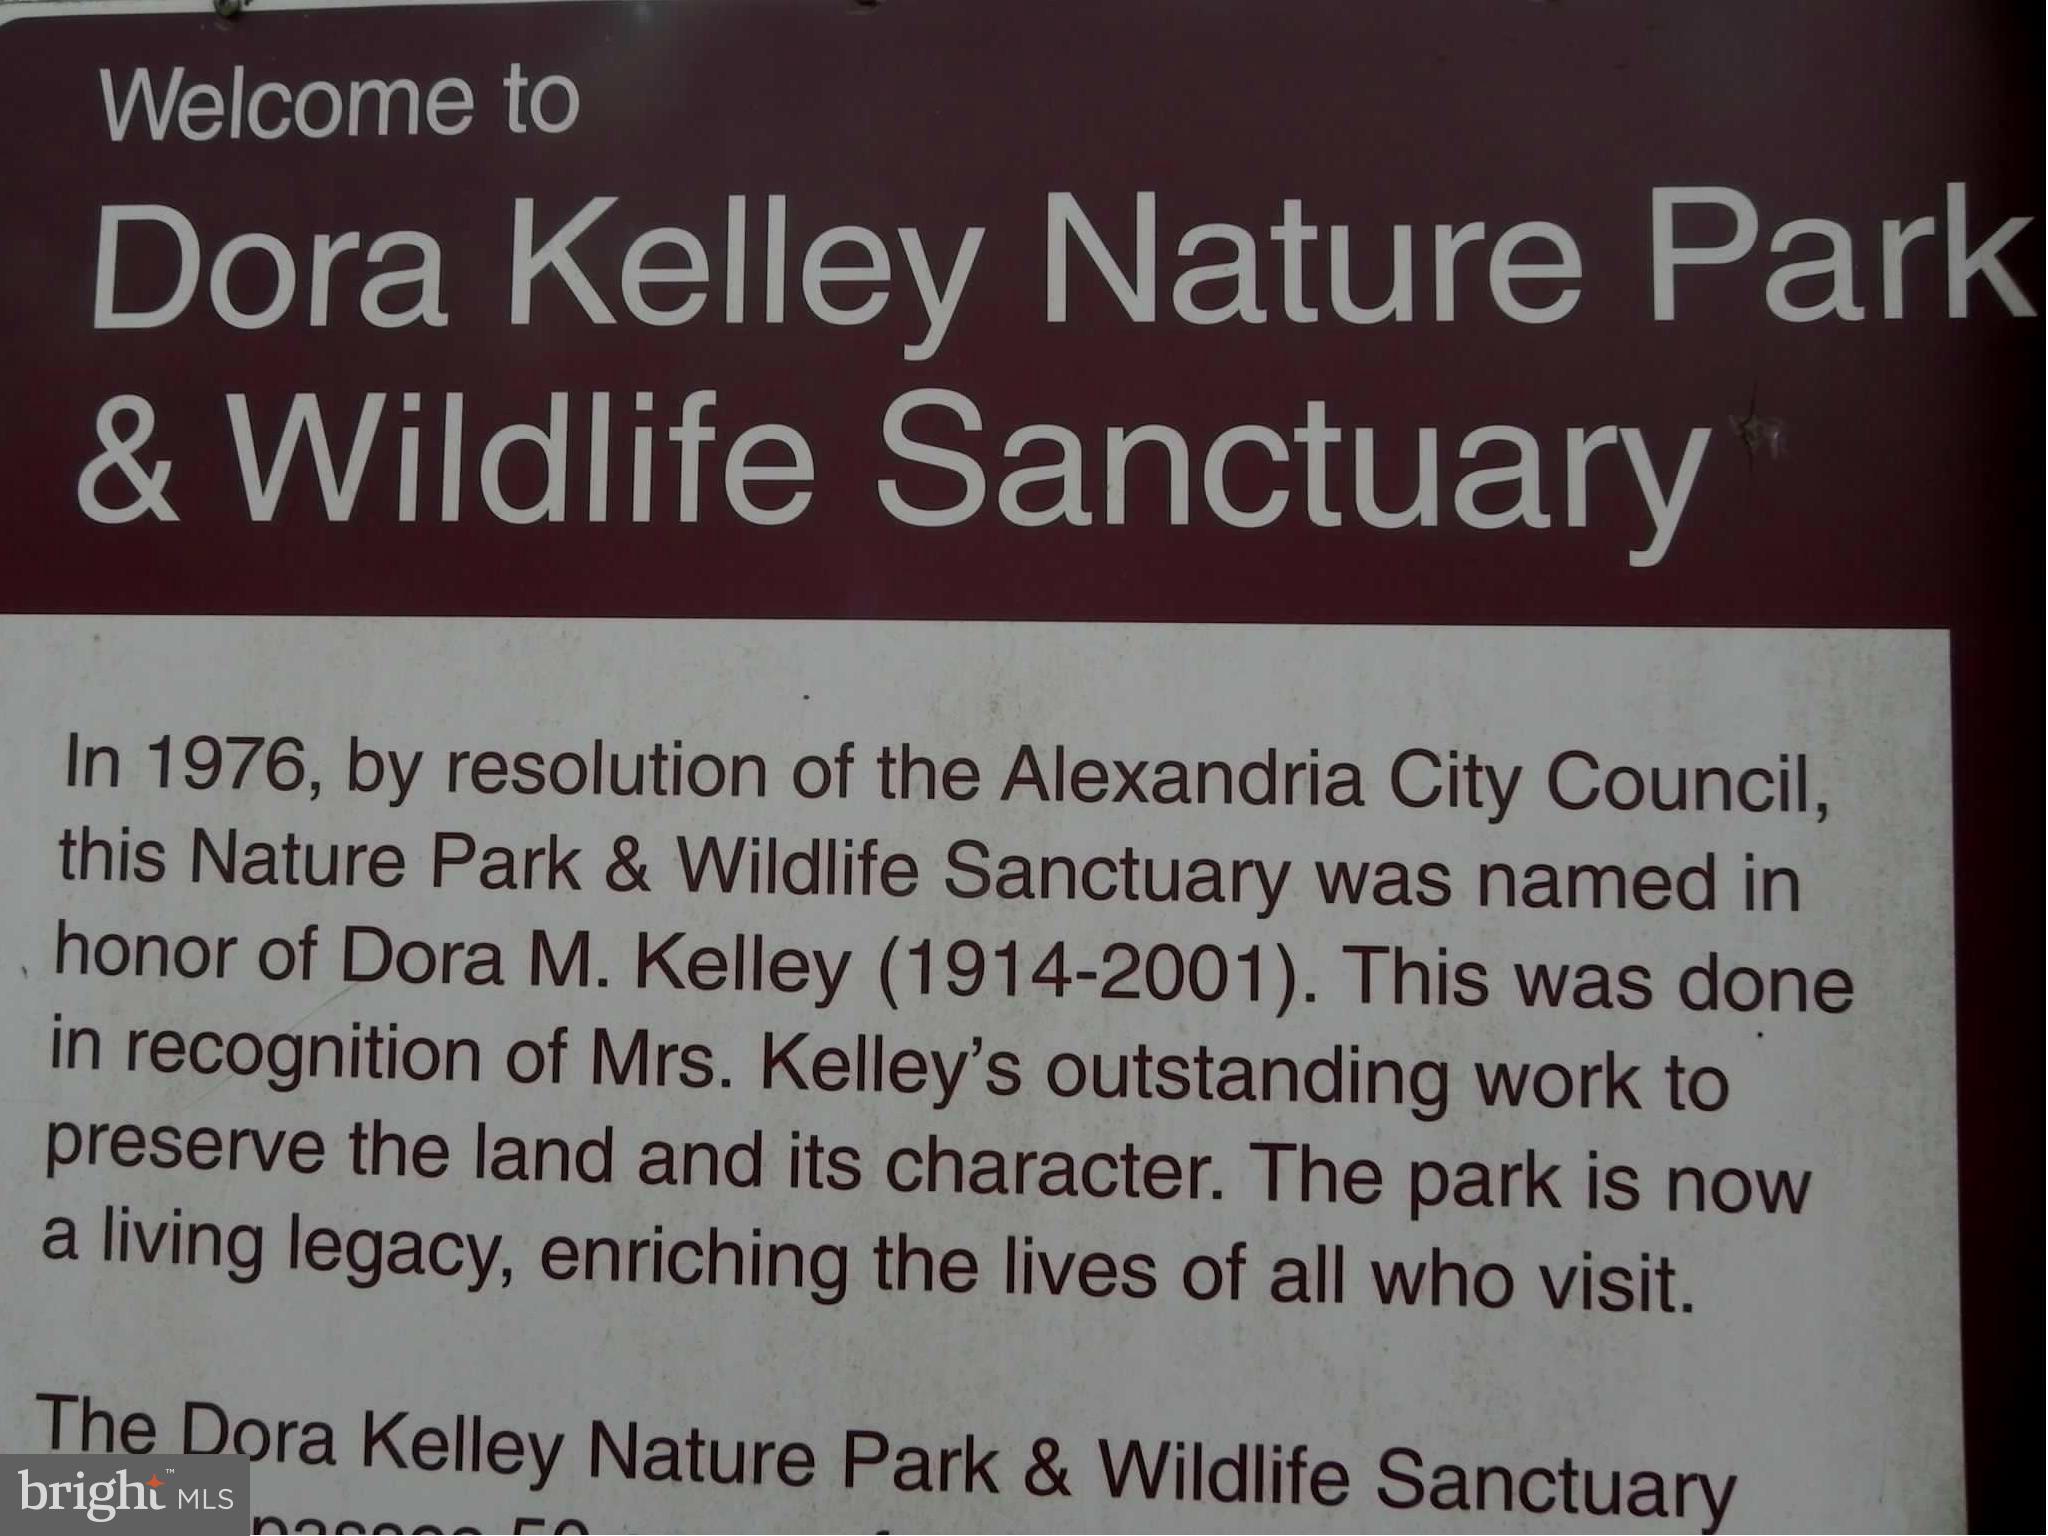 Welcome to
Dora Kelley Nature Park
& Wildlife Sanctuary
In 1976, by resolution of the Alexandria City Council,
this Nature Park & Wildlife Sanctuary was named in
honor of Dora M. Kelley (1914-2001). This was done
in recognition of Mrs. Kelley’s outstanding work to
preserve the land and its character. The park is now
a living legacy, enriching the lives of all who visit.
The Dora Kelley Nature Park & Wildlife Sanctuary
bright™ MLS